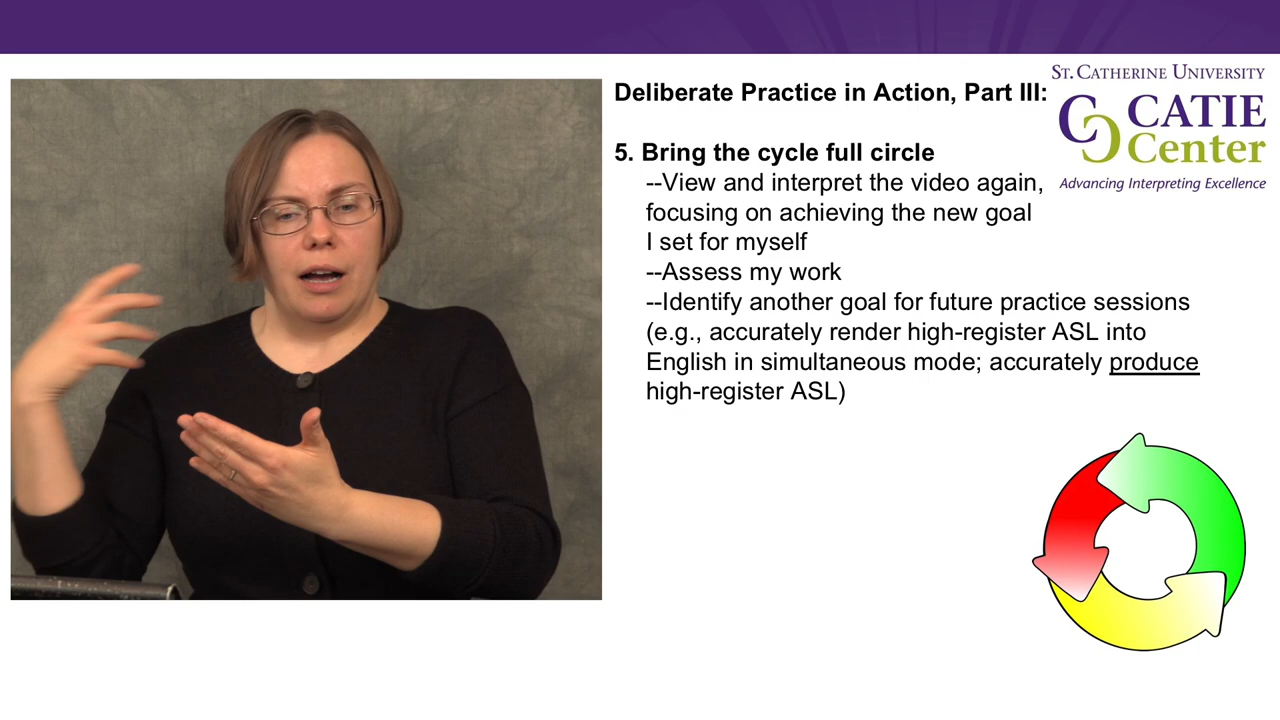 ST. CATHERINE UNIVERSITY
CATIE
Center
Advancing Interpreting Excellence
Deliberate Practice in Action, Part III:
5. Bring the cycle full circle
--View and interpret the video again,
focusing on achieving the new goal
I set for myself
--Assess my work
--Identify another goal for future practice sessions
(e.g., accurately render high-register ASL into
English in simultaneous mode; accurately produce
high-register ASL)